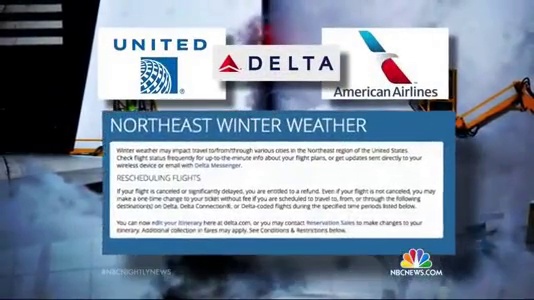 UNITED
DELTA
American Airlines
NORTHEAST WINTER WEATHER
Winter weather may impact travel to/from/through various cities in the Northeast region of the United States.
Check flight status frequently for up-to-the-minute info about your flight plans, or get updates sent directly to your
wireless device or email with Delta Messenger.
RESCHEDULING FLIGHTS
If your flight is canceled or significantly delayed, you are entitled to a refund. Even if your flight is not canceled, you may
make a one-time change to your ticket without fee if you are scheduled to travel to, from, or through the following
destination(s) on Delta, Delta Connection®, or Delta-coded flights during the specified time periods listed below.
You can now edit your itinerary here at delta.com, or you may contact Reservation Sales to make changes to your
itinerary. Additional collection in fares may apply. See Conditions & Restrictions below.
#NBCNIGHTLYNEWS
NBCNEWS.COM